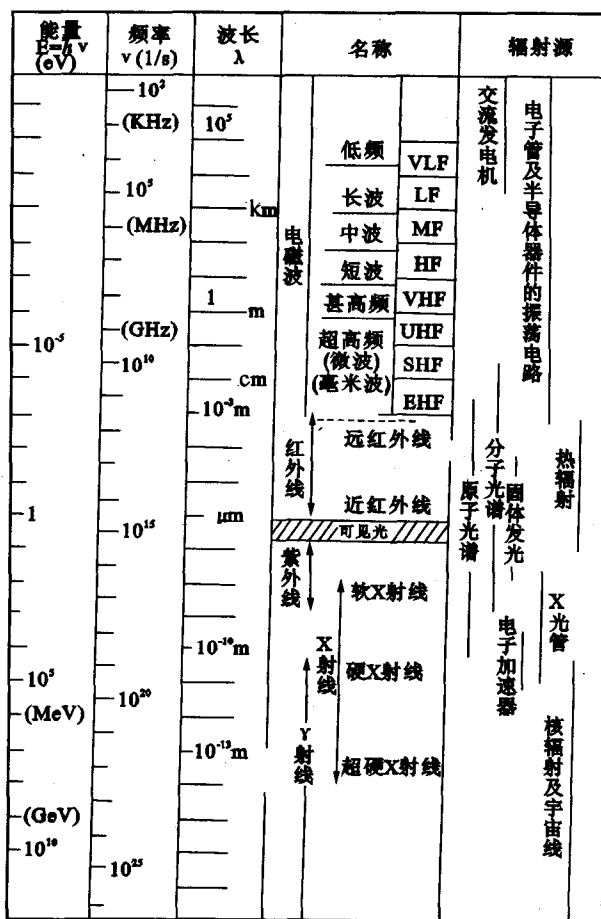 能量
E=hν
(eV)
频率
ν(1/s)
波长
λ
名称
辐射源
10²
(KHz)
10⁵
(MHz)
(GHz)
10¹⁰
10¹⁵
10²⁰
10²⁵
10⁻⁵
1
10⁵
(MeV)
(GeV)
10¹⁰
10⁵
km
1
m
cm
10⁻³m
μm
10⁻¹⁰m
10⁻¹³m
电磁波
低频
长波
中波
短波
甚高频
超高频
(微波)
(毫米波)
VLF
LF
MF
HF
VHF
UHF
SHF
EHF
红外线
远红外线
近红外线
可见光
紫外线
软X射线
X射线
硬X射线
γ射线
超硬X射线
交流发电机
电子管及半导体器件的振荡电路
分子光谱
原子光谱
固体发光
热辐射
X光管
电子加速器
核辐射及宇宙线